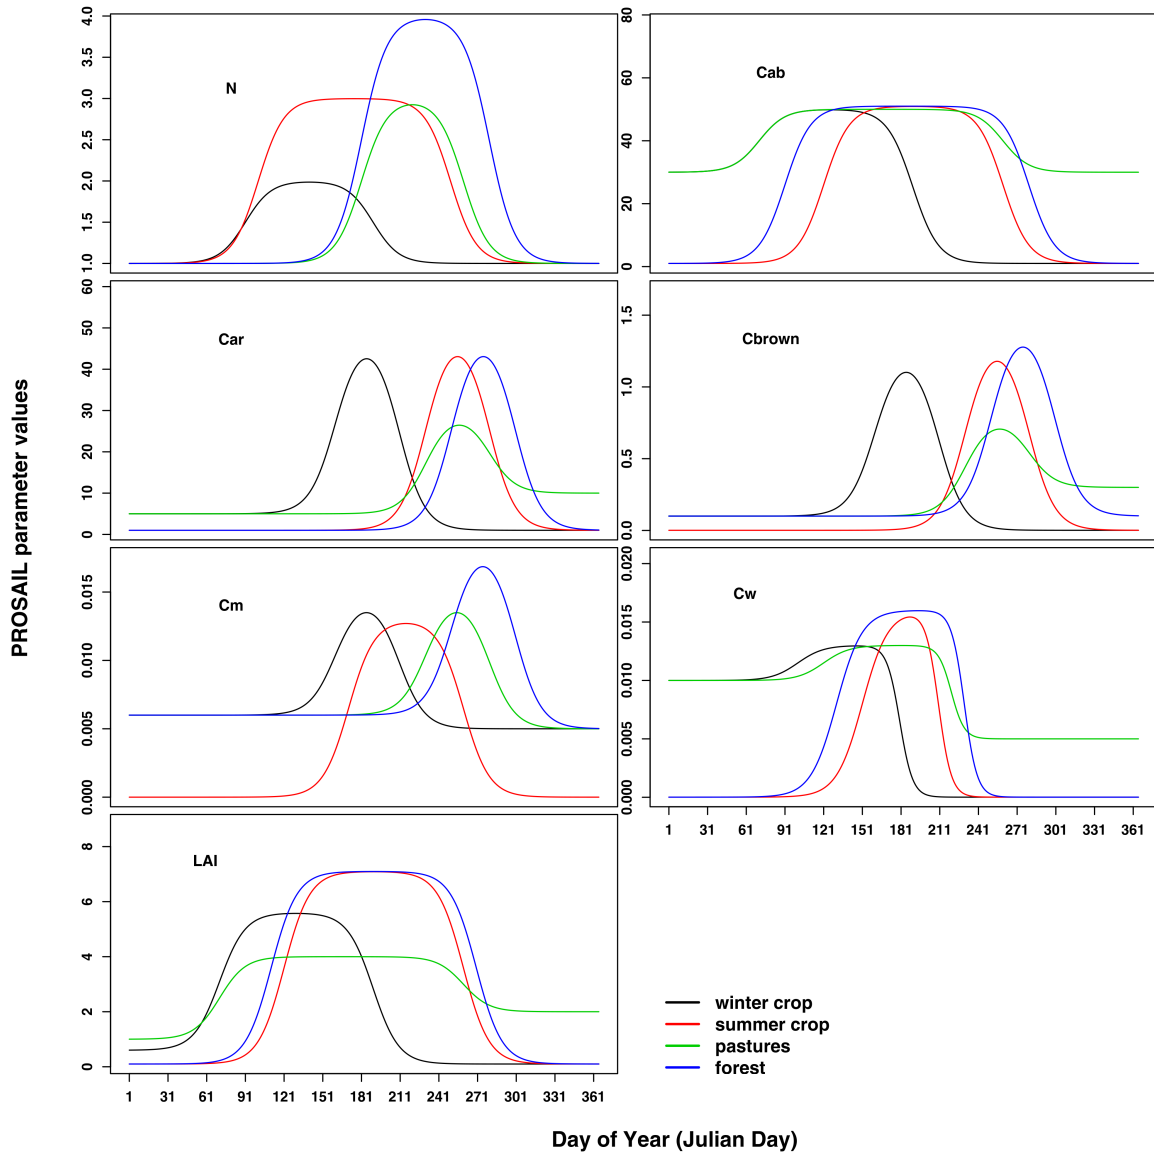 PROSAIL parameter values
N
1.0 1.5 2.0 2.5 3.0 3.5 4.0
Cab
0 20 40 60 80
Car
0 10 20 30 40 50 60
Cbrown
0.0 0.5 1.0 1.5
Cm
0.000 0.005 0.010 0.015
Cw
0.000 0.005 0.010 0.015 0.020
1 31 61 91 121 151 181 211 241 271 301 331 361
LAI
0 2 4 6 8
1 31 61 91 121 151 181 211 241 271 301 331 361
winter crop
summer crop
pastures
forest
Day of Year (Julian Day)